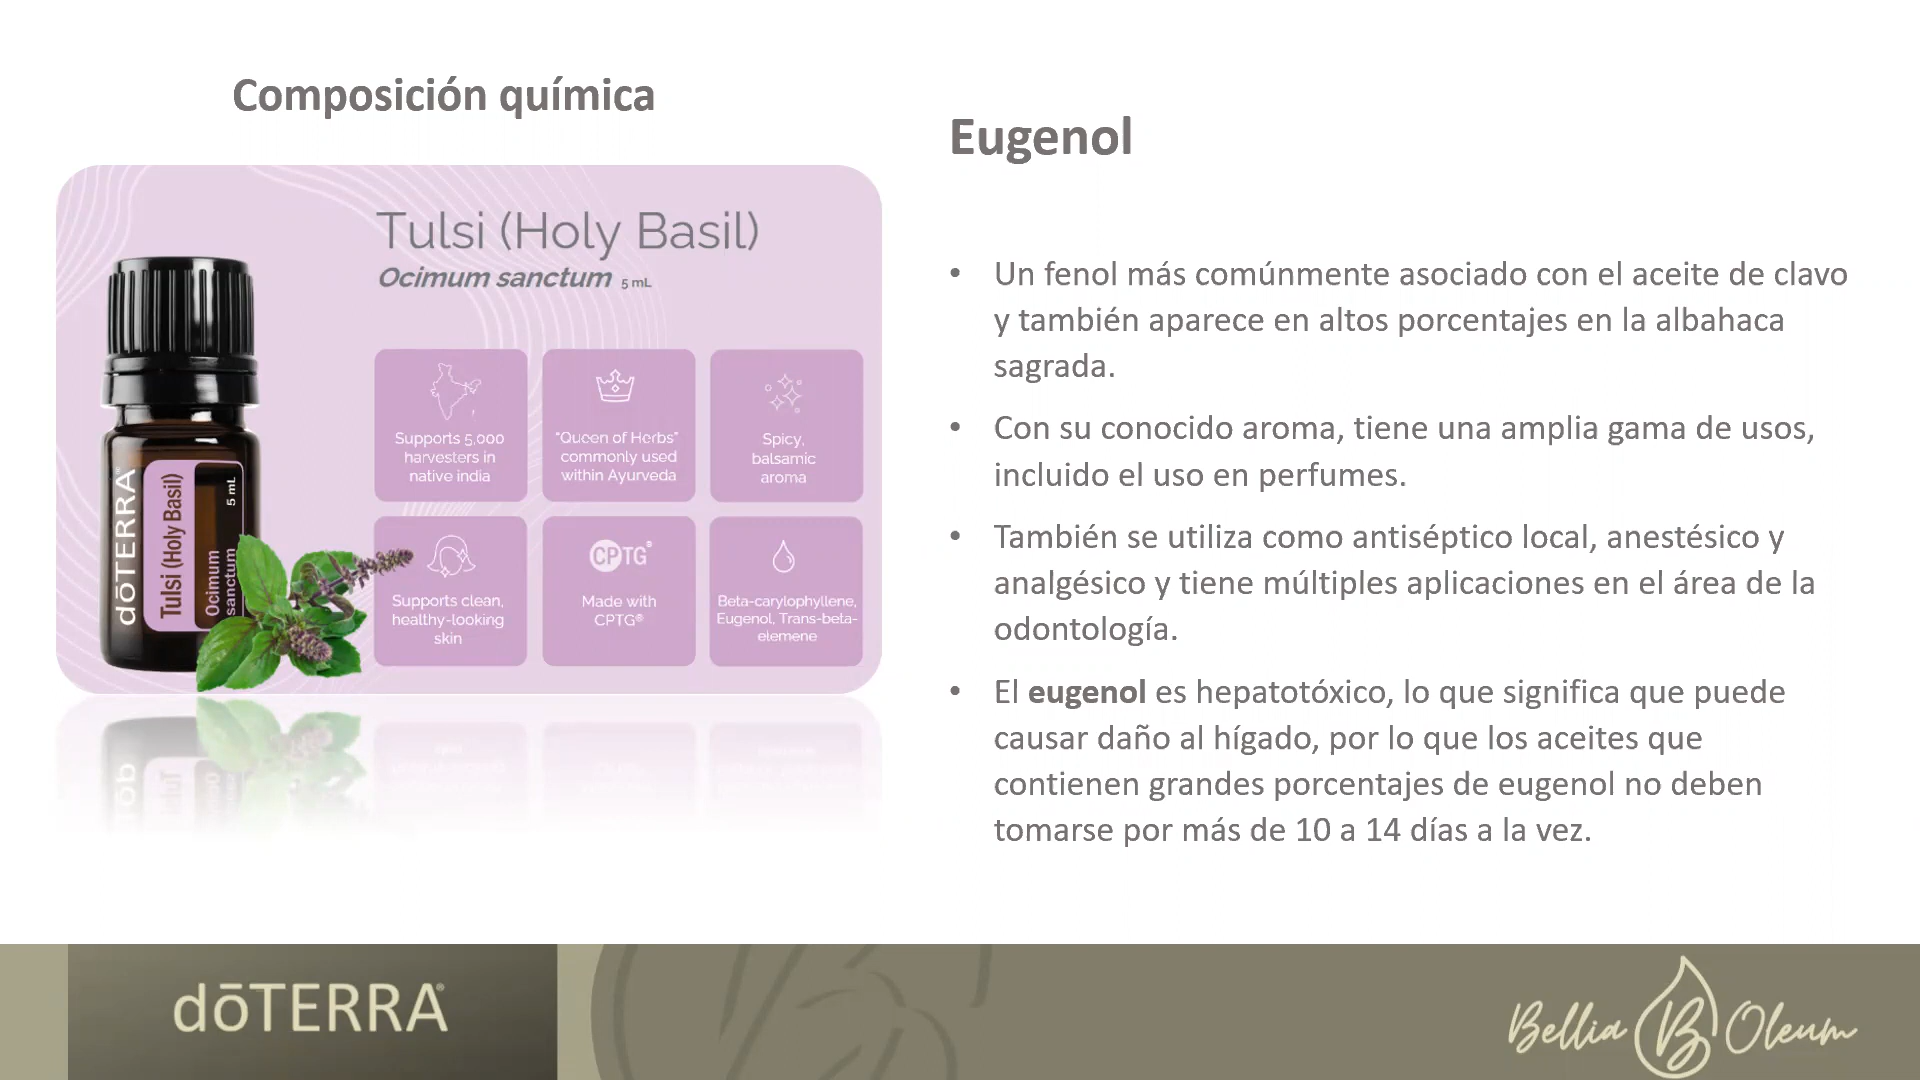 Composición química
Tulsi (Holy Basil)
Ocimum sanctum 5 mL
Supports 5,000
harvesters in
native india
"Queen of Herbs"
commonly used
within Ayurveda
Spicy,
balsamic
aroma
Supports clean,
healthy-looking
skin
CPTG®
Made with
CPTG®
Beta-carylophyllene,
Eugenol, Trans-beta-
elemene
dōTERRA™
Tulsi (Holy Basil)
Ocimum
sanctum
5 mL
Eugenol
• Un fenol más comúnmente asociado con el aceite de clavo
y también aparece en altos porcentajes en la albahaca
sagrada.
• Con su conocido aroma, tiene una amplia gama de usos,
incluido el uso en perfumes.
• También se utiliza como antiséptico local, anestésico y
analgésico y tiene múltiples aplicaciones en el área de la
odontología.
• El eugenol es hepatotóxico, lo que significa que puede
causar daño al hígado, por lo que los aceites que
contienen grandes porcentajes de eugenol no deben
tomarse por más de 10 a 14 días a la vez.
dōTERRA®
Bellia B Oleum